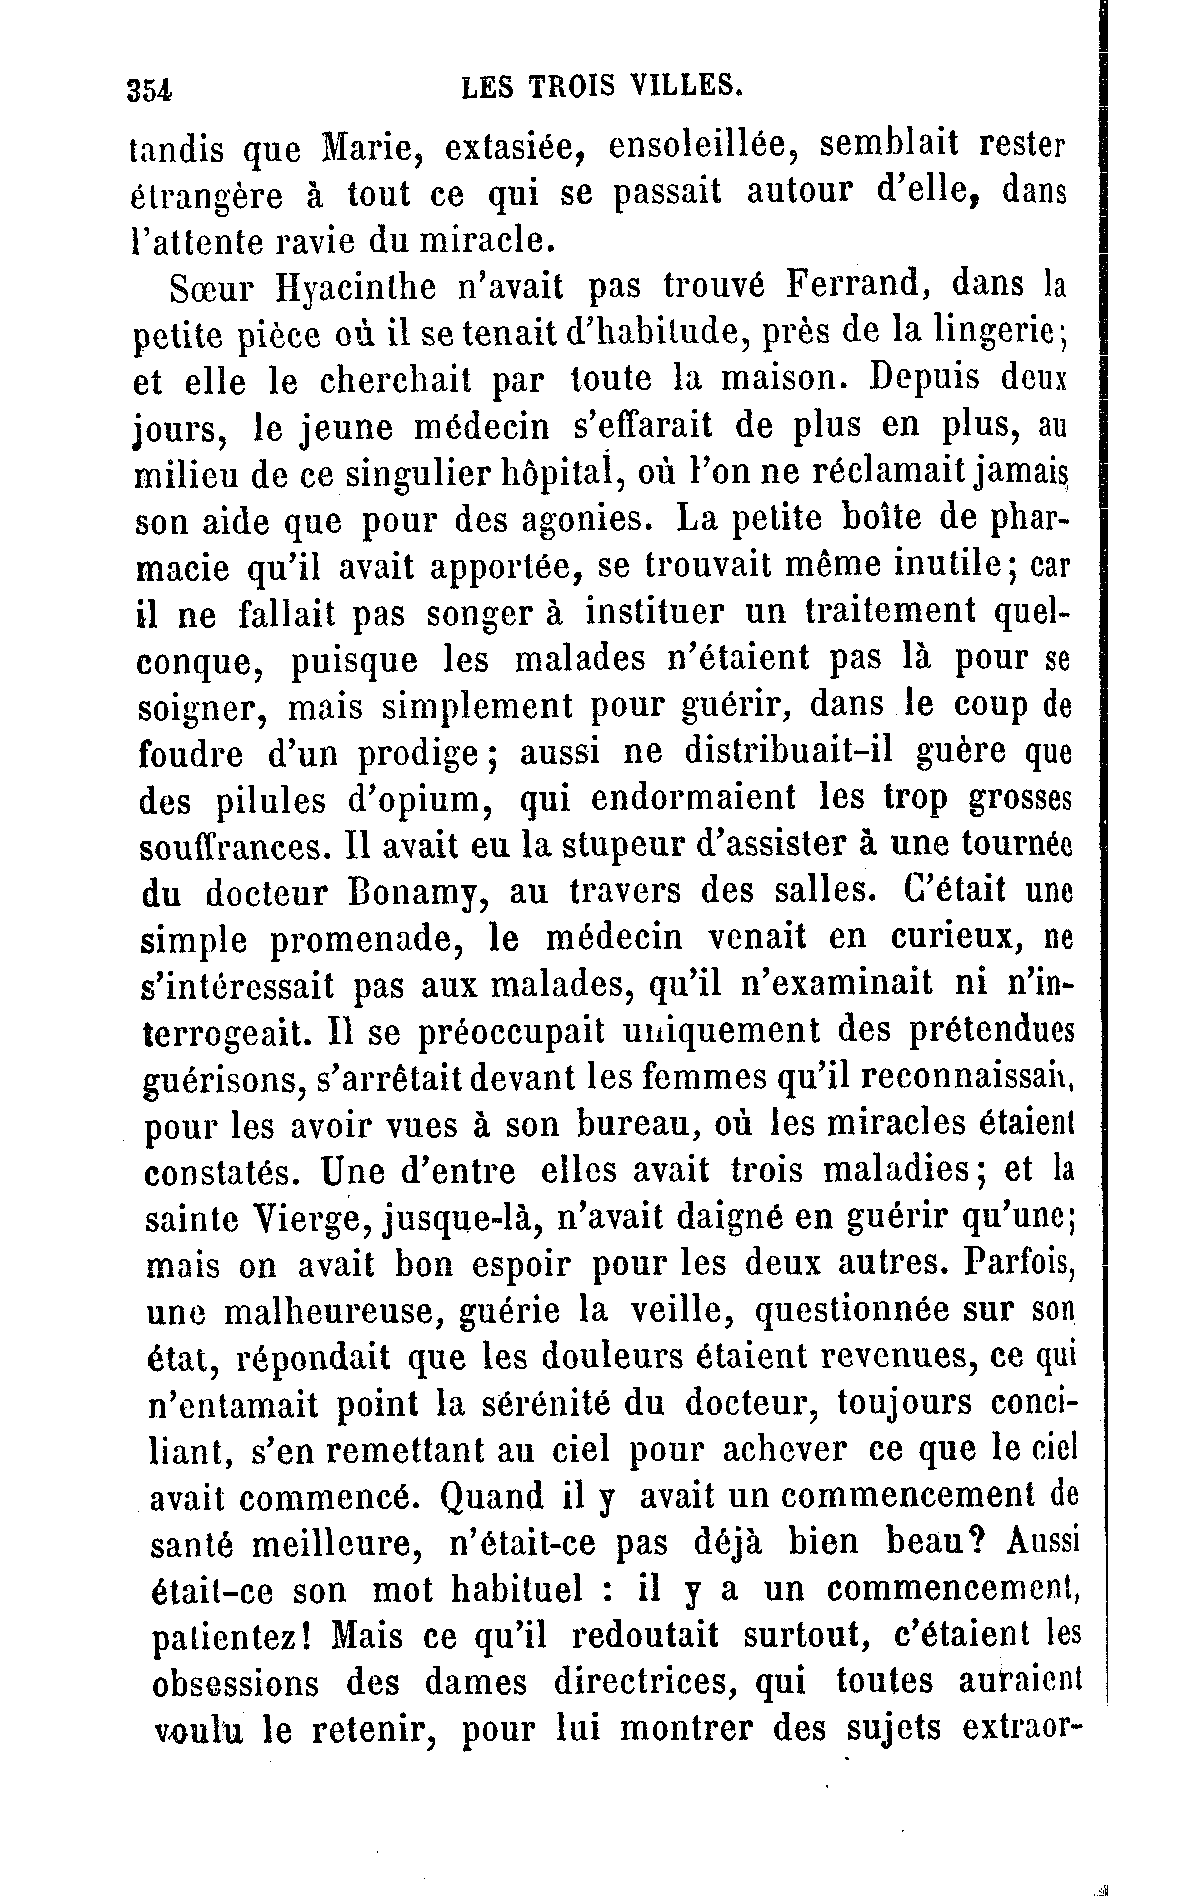 354 LES TROIS VILLES.
tandis que Marie, extasiée, ensoleillée, semblait rester
étrangère à tout ce qui se passait autour d'elle, dans
l'attente ravie du miracle.
Sœur Hyacinthe n'avait pas trouvé Ferrand, dans la
petite pièce où il se tenait d'habitude, près de la lingerie;
et elle le cherchait par toute la maison. Depuis deux
jours, le jeune médecin s'effarait de plus en plus, au
milieu de ce singulier hôpital, où l'on ne réclamait jamais
son aide que pour des agonies. La petite boîte de phar-
macie qu'il avait apportée, se trouvait même inutile; car
il ne fallait pas songer à instituer un traitement quel-
conque, puisque les malades n'étaient pas là pour se
soigner, mais simplement pour guérir, dans le coup de
foudre d'un prodige; aussi ne distribuait-il guère que
des pilules d'opium, qui endormaient les trop grosses
souffrances. Il avait eu la stupeur d'assister à une tournée
du docteur Bonamy, au travers des salles. C'était une
simple promenade, le médecin venait en curieux, ne
s'intéressait pas aux malades, qu'il n'examinait ni n'in-
terrogeait. Il se préoccupait uniquement des prétendues
guérisons, s'arrêtait devant les femmes qu'il reconnaissait,
pour les avoir vues à son bureau, où les miracles étaient
constatés. Une d'entre elles avait trois maladies; et la
sainte Vierge, jusque-là, n'avait daigné en guérir qu'une;
mais on avait bon espoir pour les deux autres. Parfois,
une malheureuse, guérie la veille, questionnée sur son
état, répondait que les douleurs étaient revenues, ce qui
n'entamait point la sérénité du docteur, toujours conci-
liant, s'en remettant au ciel pour achever ce que le ciel
avait commencé. Quand il y avait un commencement de
santé meilleure, n'était-ce pas déjà bien beau? Aussi
était-ce son mot habituel : il y a un commencement,
patientez! Mais ce qu'il redoutait surtout, c'étaient les
obsessions des dames directrices, qui toutes auraient
voulu le retenir, pour lui montrer des sujets extraor-